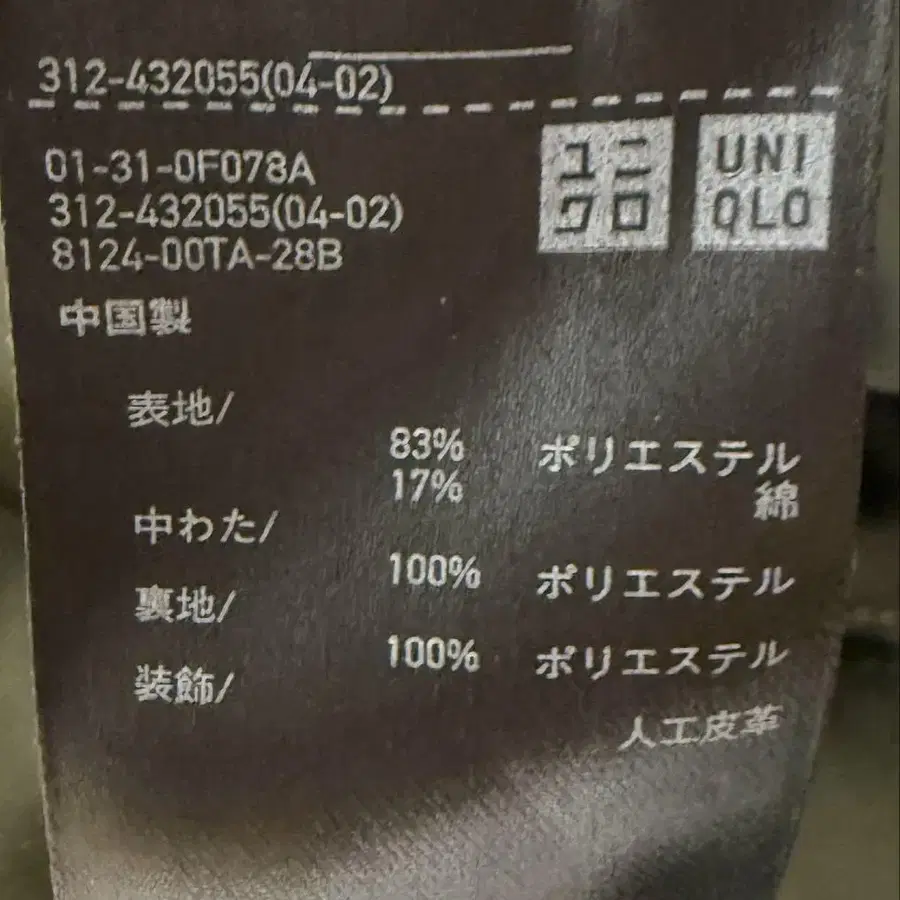 312-432055(04-02)
01-31-0F078A
312-432055(04-02)
8124-00TA-28B
ユニ
クロ
UNI
QLO
中国製
表地/
83% ポリエステル
17% 綿
中わた/
100% ポリエステル
裏地/
100% ポリエステル
装飾/
人工皮革